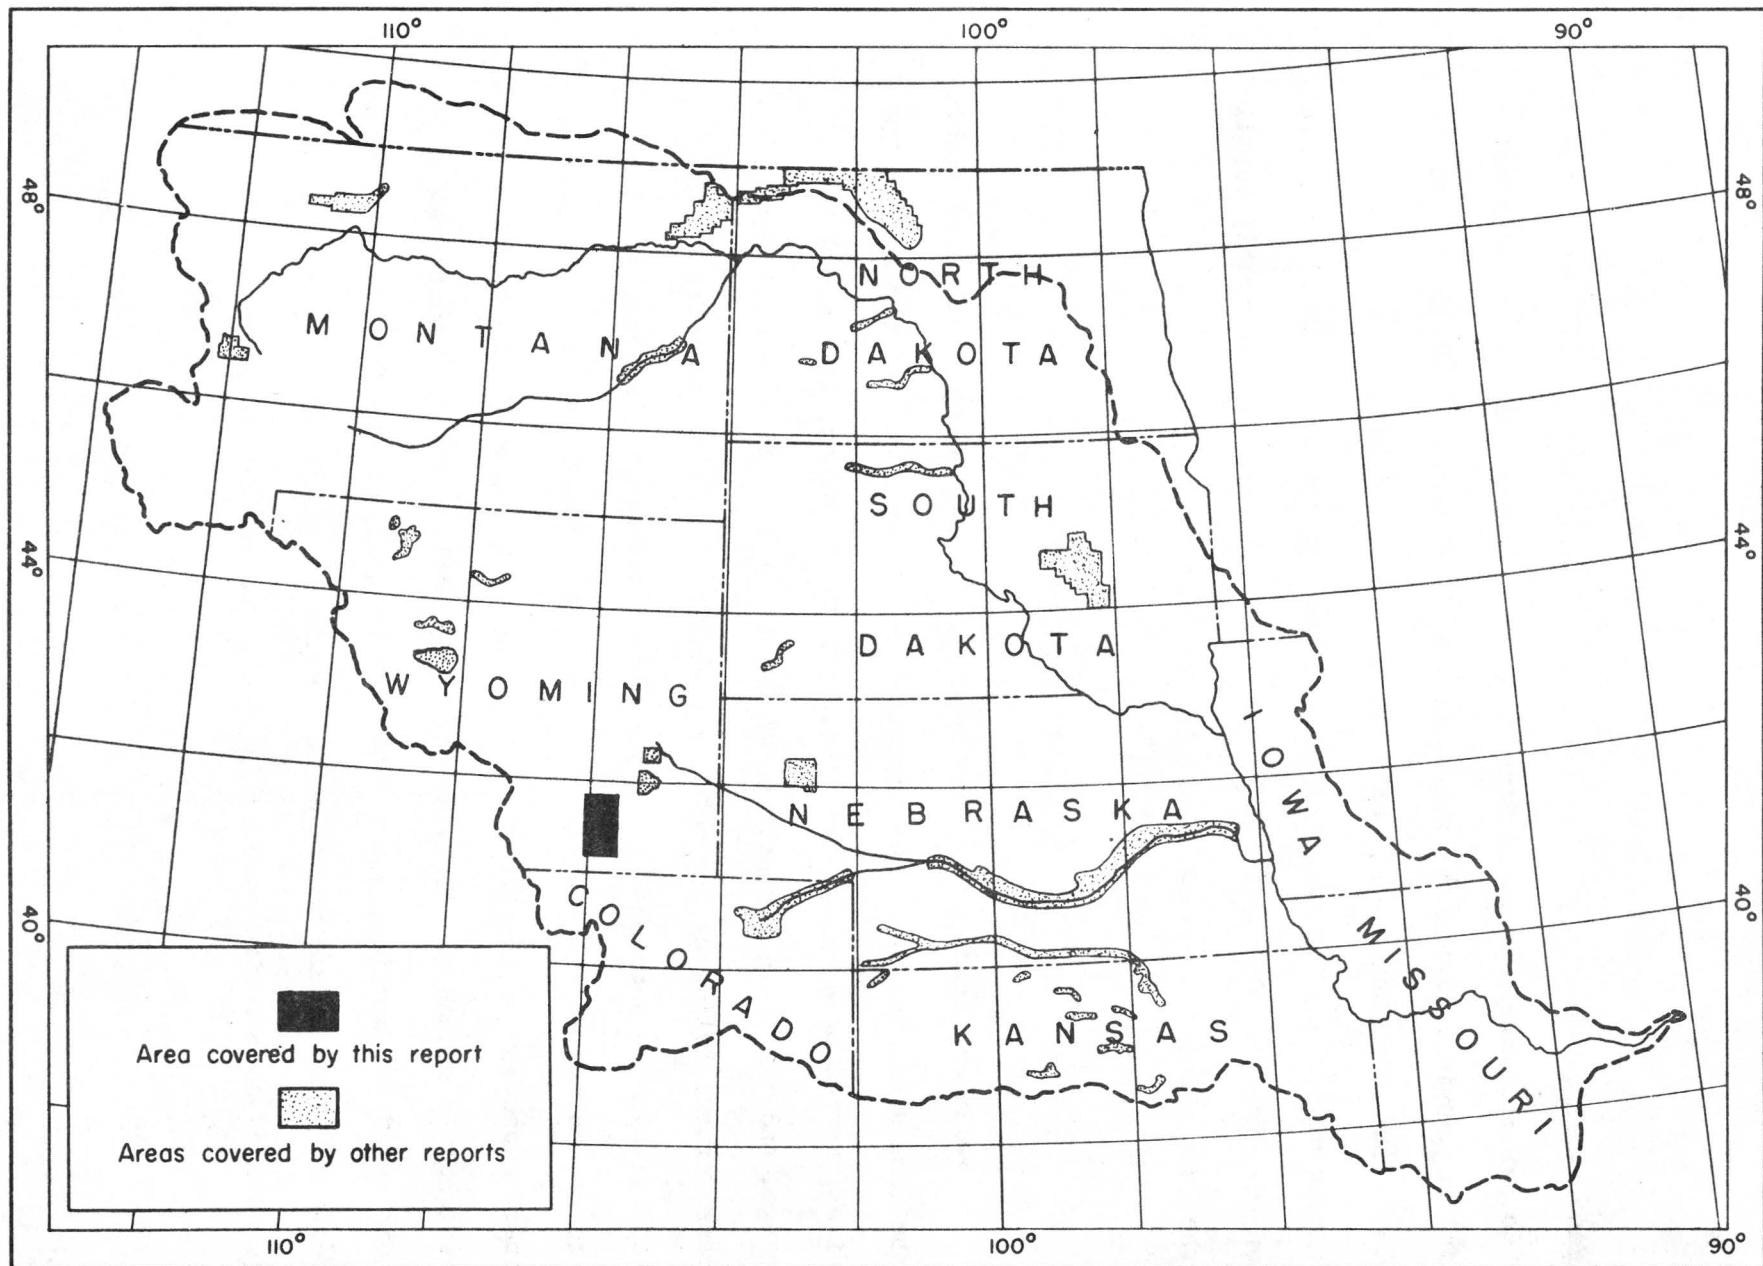 110° 100° 90°
48° 48°
NORTH
MONTANA DAKOTA
SOUTH
44° 44°
DAKOTA
WYOMING
IOWA
NEBRASKA
COLORADO
40° 40°
MISSOURI
KANSAS
Area covered by this report
Areas covered by other reports
110° 100° 90°